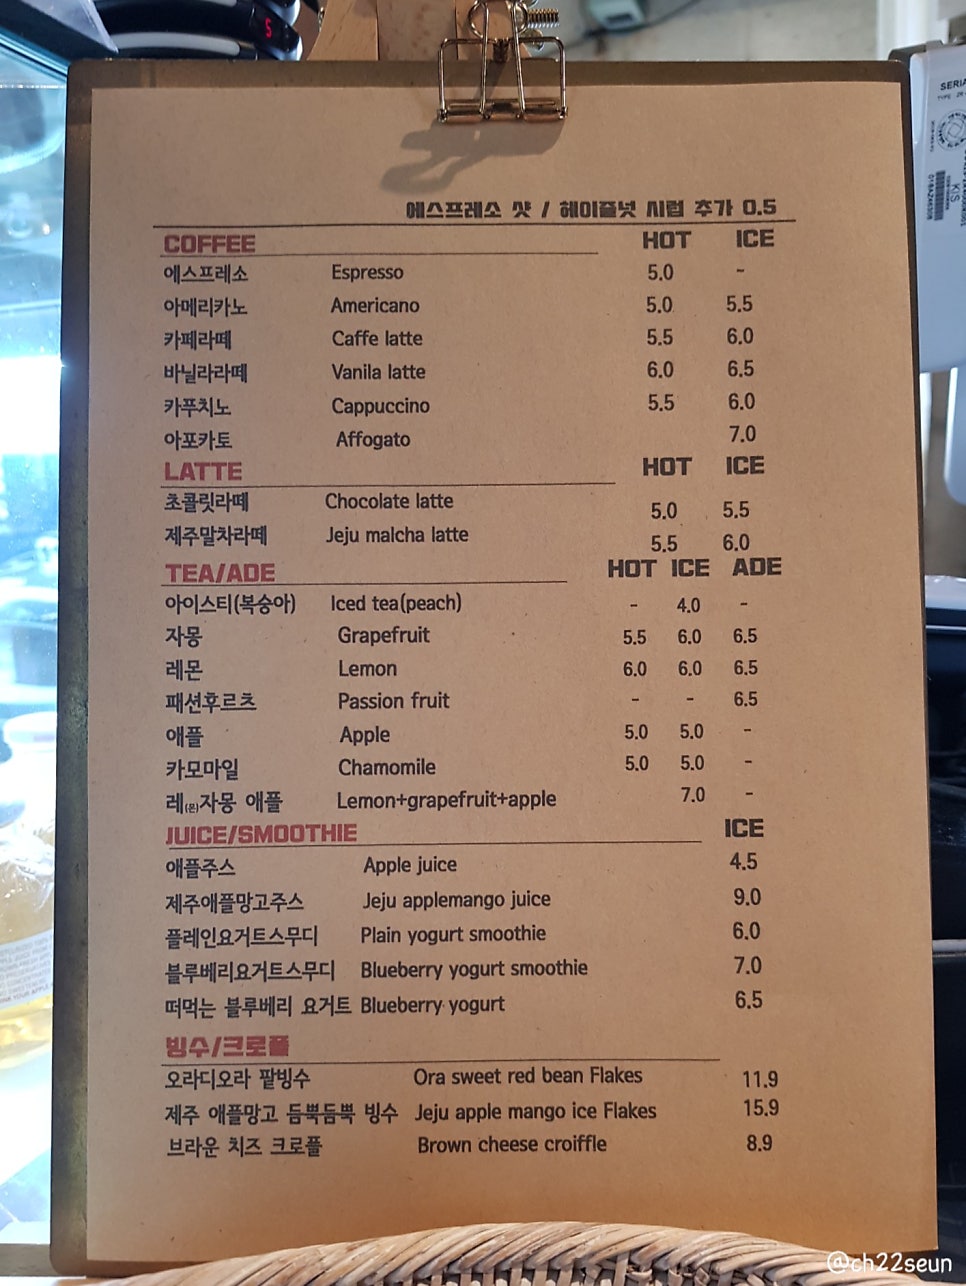 에스프레소 샷 / 헤이즐넛 시럽 추가 0.5
COFFEE HOT ICE
에스프레소 Espresso 5.0 -
아메리카노 Americano 5.0 5.5
카페라떼 Caffe latte 5.5 6.0
바닐라라떼 Vanila latte 6.0 6.5
카푸치노 Cappuccino 5.5 6.0
아포카토 Affogato 7.0
LATTE HOT ICE
초콜릿라떼 Chocolate latte 5.0 5.5
제주말차라떼 Jeju malcha latte 5.5 6.0
TEA/ADE HOT ICE ADE
아이스티(복숭아) Iced tea(peach) - 4.0 -
자몽 Grapefruit 5.5 6.0 6.5
레몬 Lemon 6.0 6.0 6.5
패션후르츠 Passion fruit - - 6.5
애플 Apple 5.0 5.0 -
카모마일 Chamomile 5.0 5.0 -
레(몬)자몽 애플 Lemon+grapefruit+apple 7.0 -
JUICE/SMOOTHIE ICE
애플주스 Apple juice 4.5
제주애플망고주스 Jeju applemango juice 9.0
플레인요거트스무디 Plain yogurt smoothie 6.0
블루베리요거트스무디 Blueberry yogurt smoothie 7.0
떠먹는 블루베리 요거트 Blueberry yogurt 6.5
빙수/크로플
오라디오라 팥빙수 Ora sweet red bean Flakes 11.9
제주 애플망고 듬뿍듬뿍 빙수 Jeju apple mango ice Flakes 15.9
브라운 치즈 크로플 Brown cheese croiffle 8.9
SERIA
KIS
@ch22seun